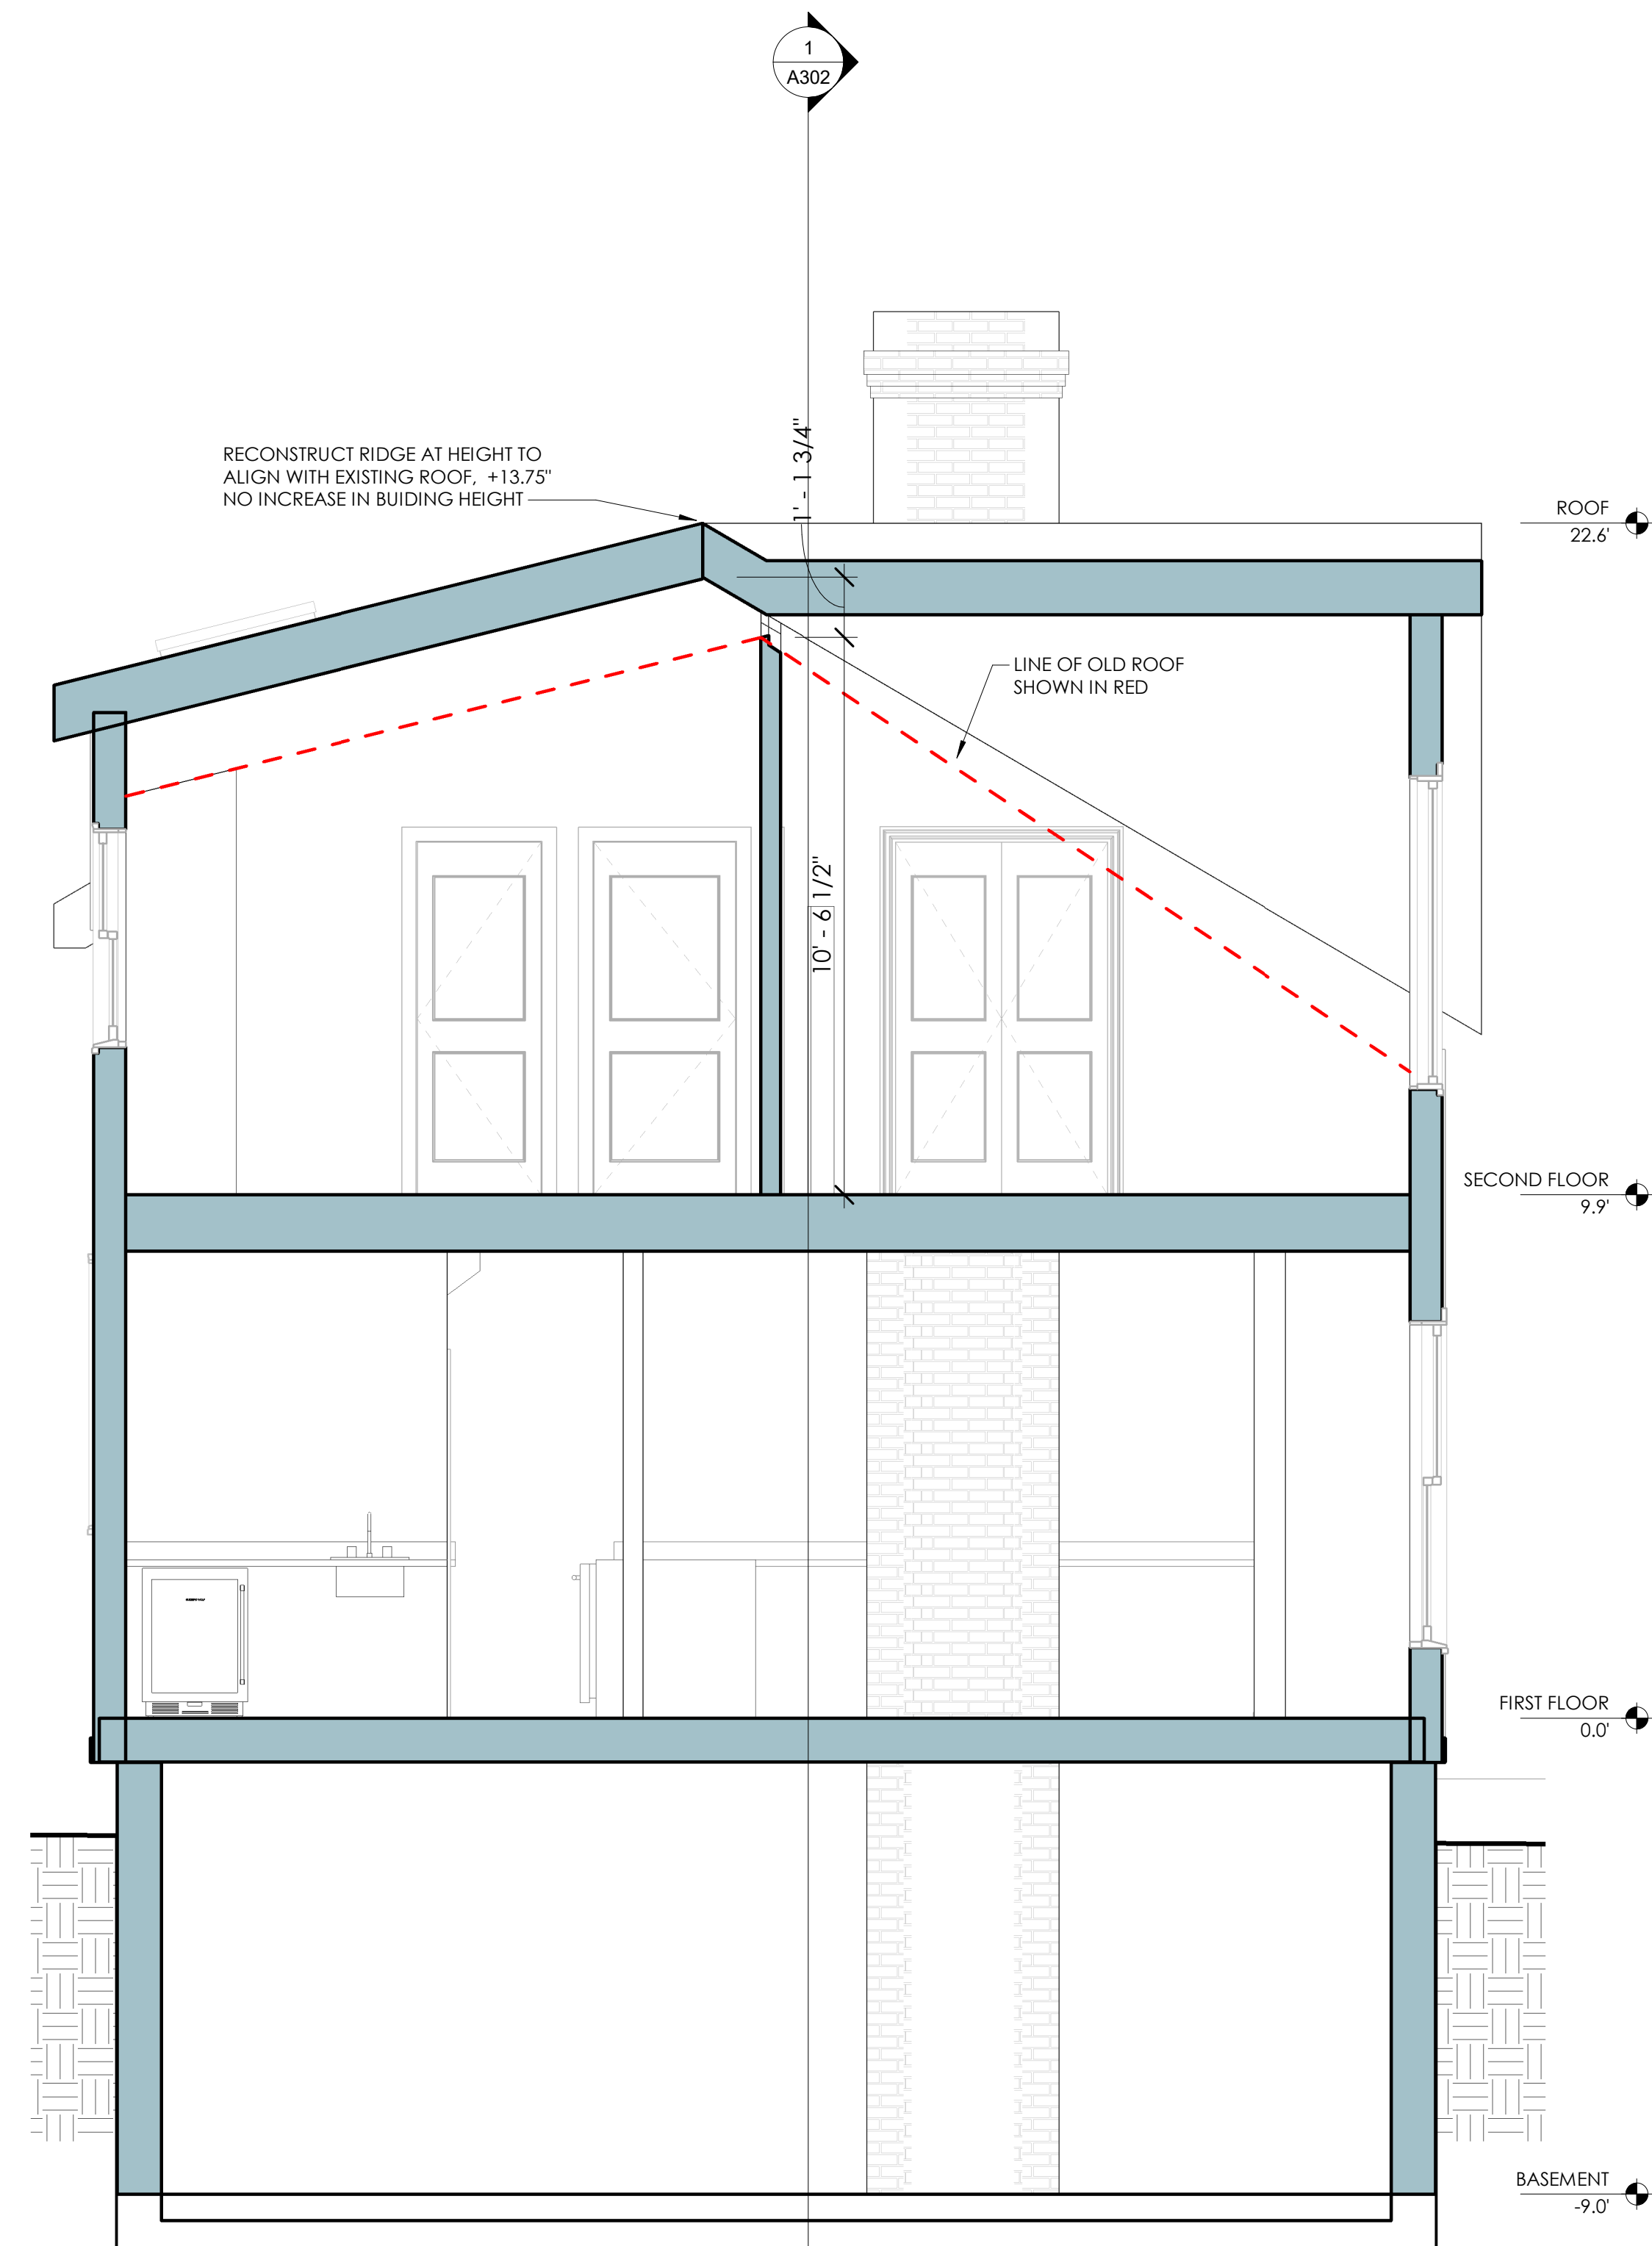 1
A302
1' - 1 3/4"
RECONSTRUCT RIDGE AT HEIGHT TO
ALIGN WITH EXISTING ROOF, +13.75"
NO INCREASE IN BUIDING HEIGHT
ROOF
22.6'
LINE OF OLD ROOF
SHOWN IN RED
10' - 6 1/2"
SECOND FLOOR
9.9'
FIRST FLOOR
0.0'
BASEMENT
-9.0'